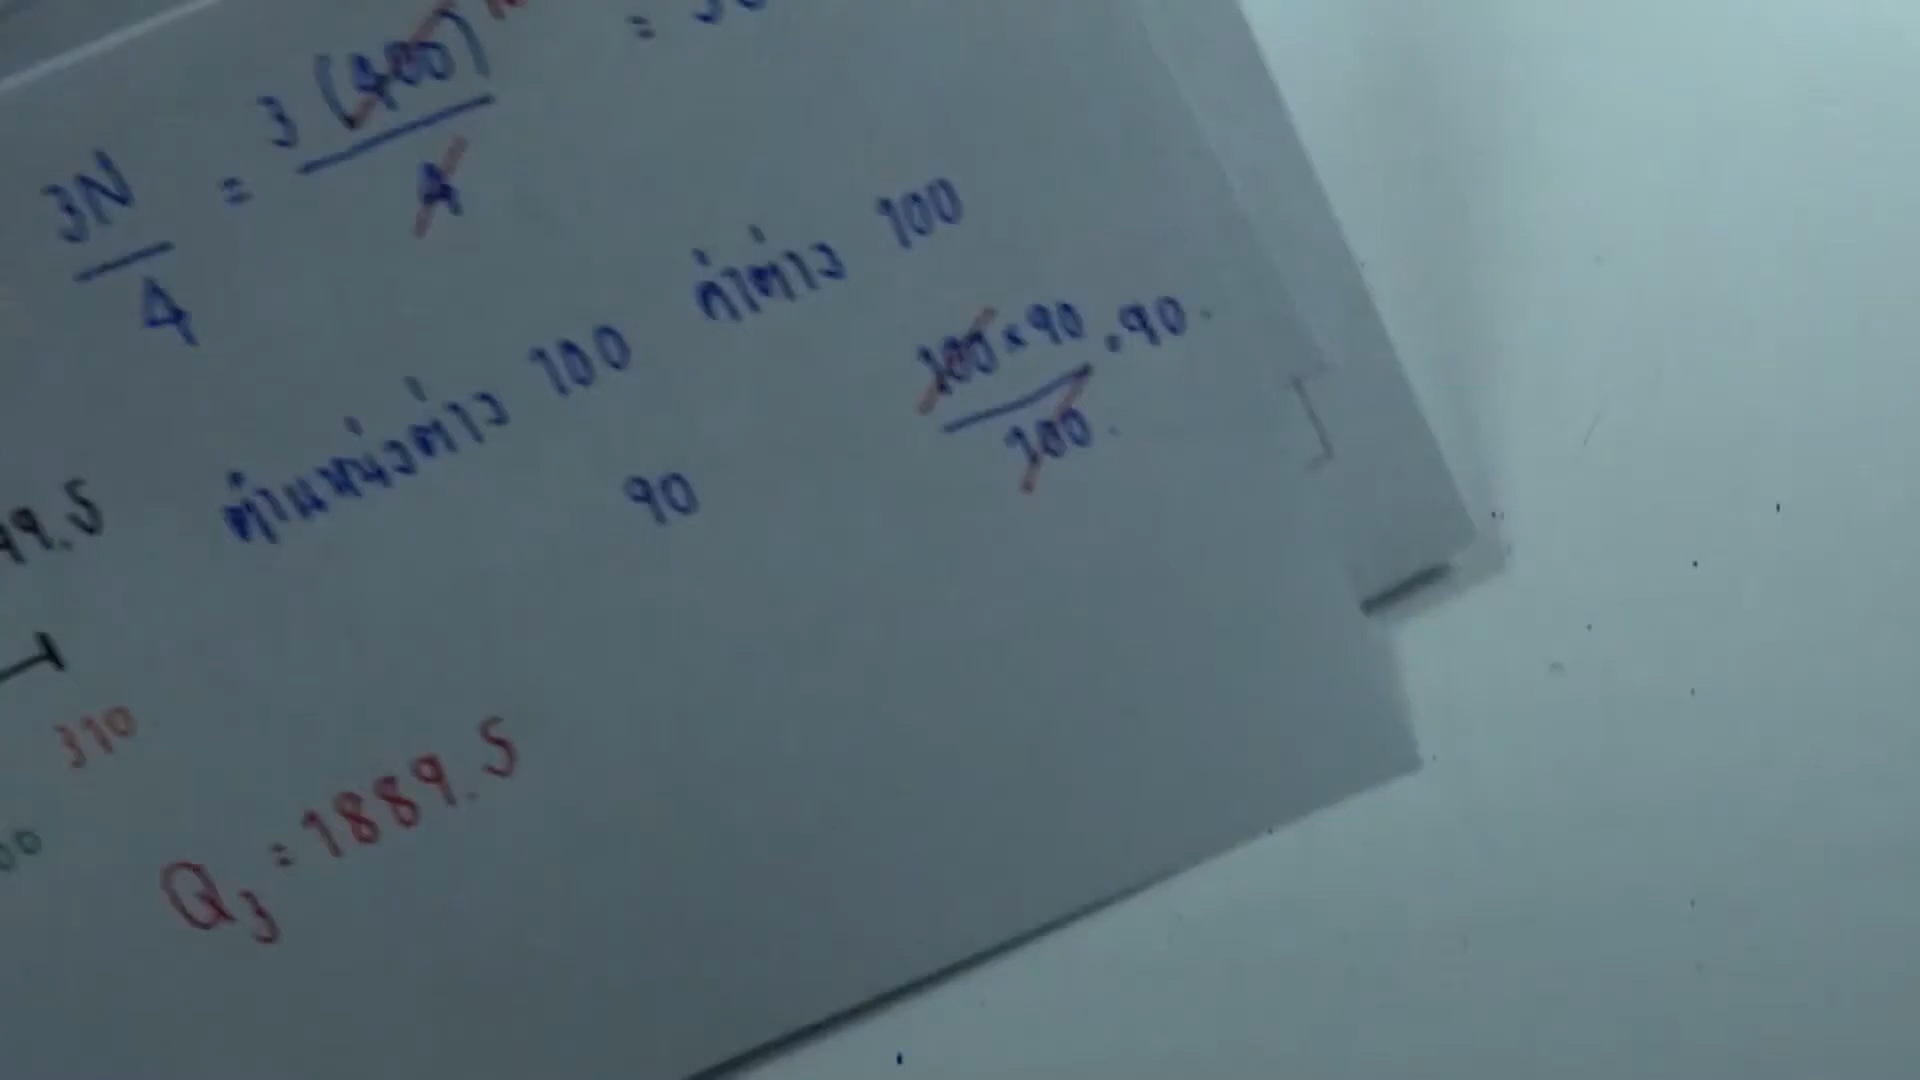 3N/4 = 3(400)/4 =
ตำแหน่งต่าง 100 ค่าต่าง 100
90 100×90/100 = 90
99.5
310
Q3 = 1889.5